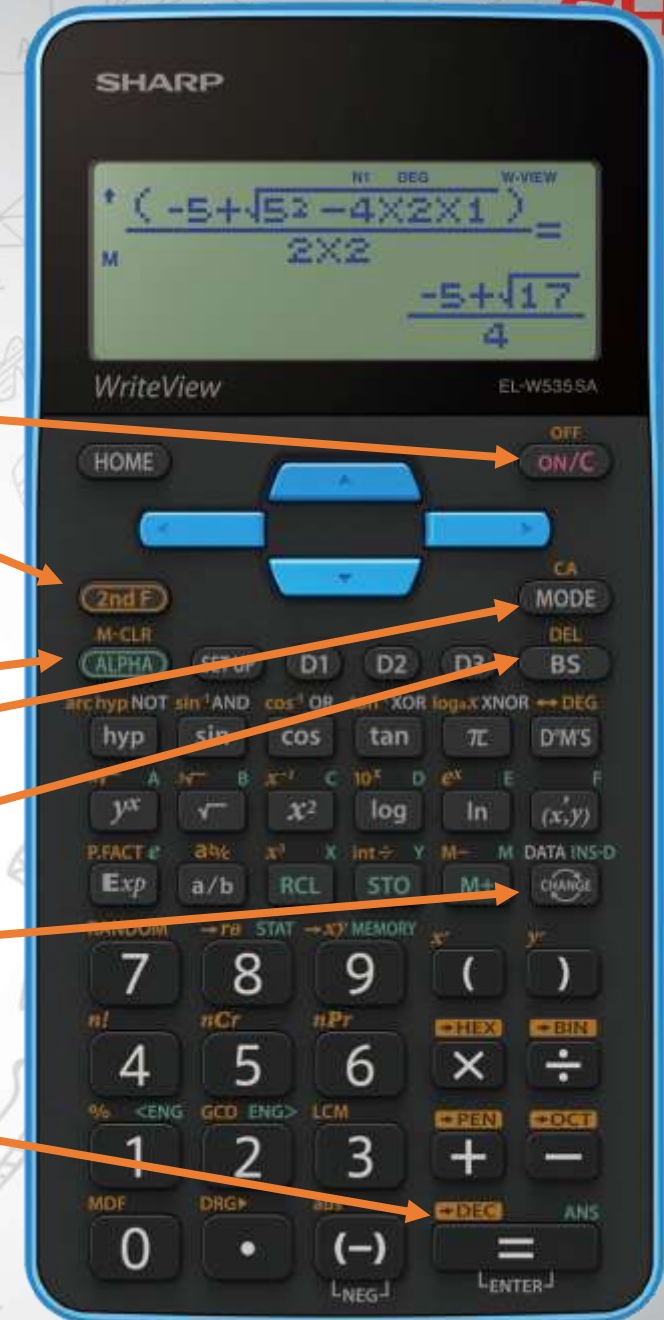 SHARP
N1 DEG W-VIEW
(-5+√5²-4×2×1)
=
M
2×2
-5+√17
4
WriteView EL-W535SA
OFF
HOME ON/C
CA
2nd F MODE
M-CLR DEL
ALPHA SET UP D1 D2 D3 BS
arc hyp NOT sin⁻¹ AND cos⁻¹ OR XOR logₐX XNOR ↔DEG
hyp sin cos tan π D°M'S
A B x⁻¹ C 10ˣ D eˣ E F
yˣ √ x² log ln (x,y)
P.FACT e ab/c x³ X int÷ Y M− M DATA INS-D
Exp a/b RCL STO M+ CHANGE
RANDOM →rθ STAT →xy MEMORY x' y'
7 8 9 ( )
n! nCr nPr →HEX →BIN
4 5 6 × ÷
% <ENG GCD ENG> LCM →PEN →OCT
1 2 3 + −
MDF DRG▸ abs →DEC ANS
0 • (−) =
NEG ENTER